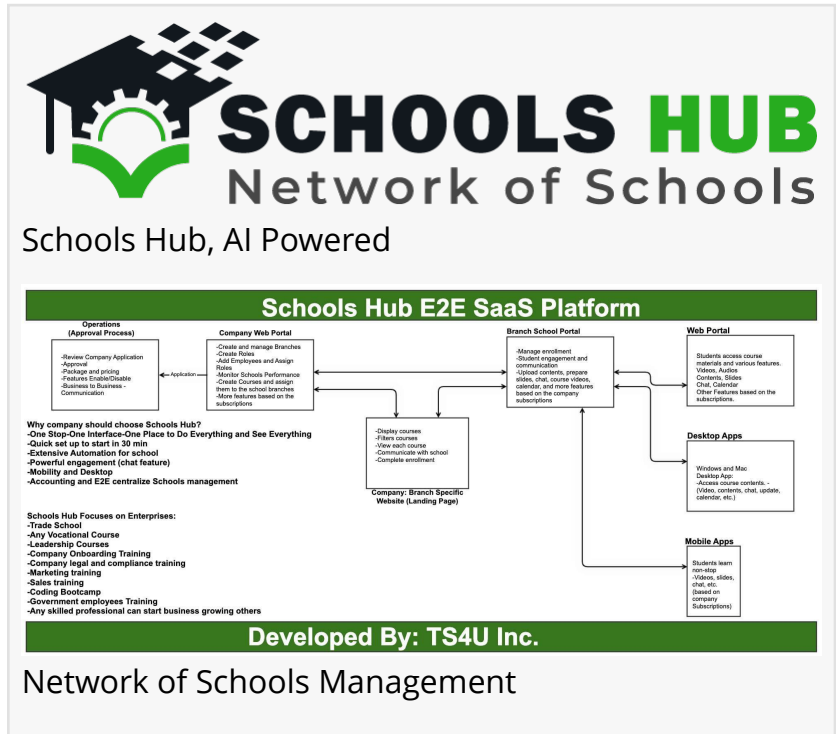 SCHOOLS HUB
Network of Schools
Schools Hub, AI Powered
Schools Hub E2E SaaS Platform
Operations
(Approval Process)
-Review Company Application
-Approval
-Package and pricing
-Features Enable/Disable
-Business to Business -
Communication
Application
Company Web Portal
-Create and manage Branches
-Create Roles
-Add Employees and Assign
Roles
-Monitor Schools Performance
-Create Courses and assign
them to the school branches
-More features based on the
subscriptions
Branch School Portal
-Manage enrollment
-Student engagement and
communication
-Upload contents, prepare
slides, chat, course videos,
calendar, and more features
based on the company
subscriptions
Web Portal
Students access course
materials and various features.
Videos, Audios
Contents, Slides
Chat, Calendar
Other Features based on the
subscriptions.
Why company should choose Schools Hub?
-One Stop-One Interface-One Place to Do Everything and See Everything
-Quick set up to start in 30 min
-Extensive Automation for school
-Powerful engagement (chat feature)
-Mobility and Desktop
-Accounting and E2E centralize Schools management
-Display courses
-Filters courses
-View each course
-Communicate with school
-Complete enrollment
Company: Branch Specific
Website (Landing Page)
Desktop Apps
Windows and Mac
Desktop App:
-Access course contents. -
(Video, contents, chat, update,
calendar, etc.)
Schools Hub Focuses on Enterprises:
-Trade School
-Any Vocational Course
-Leadership Courses
-Company Onboarding Training
-Company legal and compliance training
-Marketing training
-Sales training
-Coding Bootcamp
-Government employees Training
-Any skilled professional can start business growing others
Mobile Apps
Students learn
non-stop
-Videos, slides,
chat, etc.
(based on
company
Subscriptions)
Developed By: TS4U Inc.
Network of Schools Management